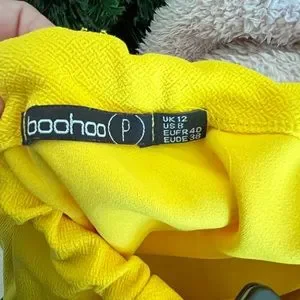 boohoo P
UK 12
US 8
EUFR 40
EUDE 38